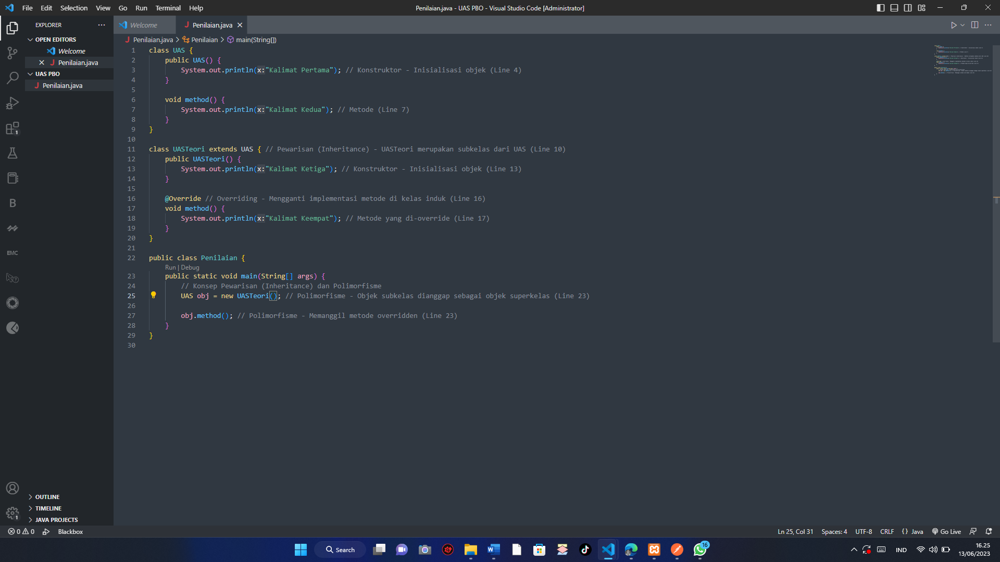 File Edit Selection View Go Run Terminal Help
Penilaian.java - UAS PBO - Visual Studio Code [Administrator]
EXPLORER
OPEN EDITORS
Welcome
Penilaian.java
UAS PBO
Penilaian.java
Welcome
Penilaian.java
Penilaian.java > Penilaian > main(String[])
1 class UAS {
2 public UAS() {
3 System.out.println(x:"Kalimat Pertama"); // Konstruktor - Inisialisasi objek (Line 4)
4 }
5
6 void method() {
7 System.out.println(x:"Kalimat Kedua"); // Metode (Line 7)
8 }
9 }
10
11 class UASTeori extends UAS { // Pewarisan (Inheritance) - UASTeori merupakan subkelas dari UAS (Line 10)
12 public UASTeori() {
13 System.out.println(x:"Kalimat Ketiga"); // Konstruktor - Inisialisasi objek (Line 13)
14 }
15
16 @Override // Overriding - Mengganti implementasi metode di kelas induk (Line 16)
17 void method() {
18 System.out.println(x:"Kalimat Keempat"); // Metode yang di-override (Line 17)
19 }
20 }
21
22 public class Penilaian {
Run | Debug
23 public static void main(String[] args) {
24 // Konsep Pewarisan (Inheritance) dan Polimorfisme
25 UAS obj = new UASTeori(); // Polimorfisme - Objek subkelas dianggap sebagai objek superkelas (Line 23)
26
27 obj.method(); // Polimorfisme - Memanggil metode overridden (Line 23)
28 }
29 }
30
1
B
EMC
1
OUTLINE
TIMELINE
JAVA PROJECTS
0 0 Blackbox
Ln 25, Col 31 Spaces: 4 UTF-8 CRLF {} Java Go Live
Search
16
IND
16.25
13/06/2023